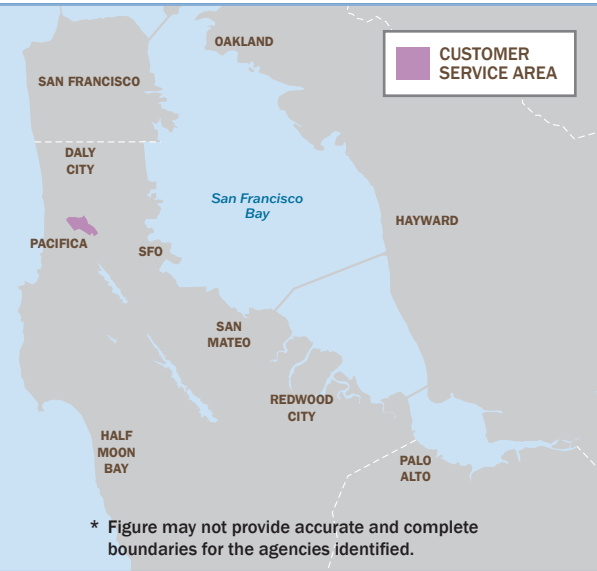 OAKLAND
CUSTOMER
SERVICE AREA
SAN FRANCISCO
DALY
CITY
San Francisco
Bay
HAYWARD
PACIFICA
SFO
SAN
MATEO
REDWOOD
CITY
HALF
MOON
BAY
PALO
ALTO
* Figure may not provide accurate and complete
boundaries for the agencies identified.